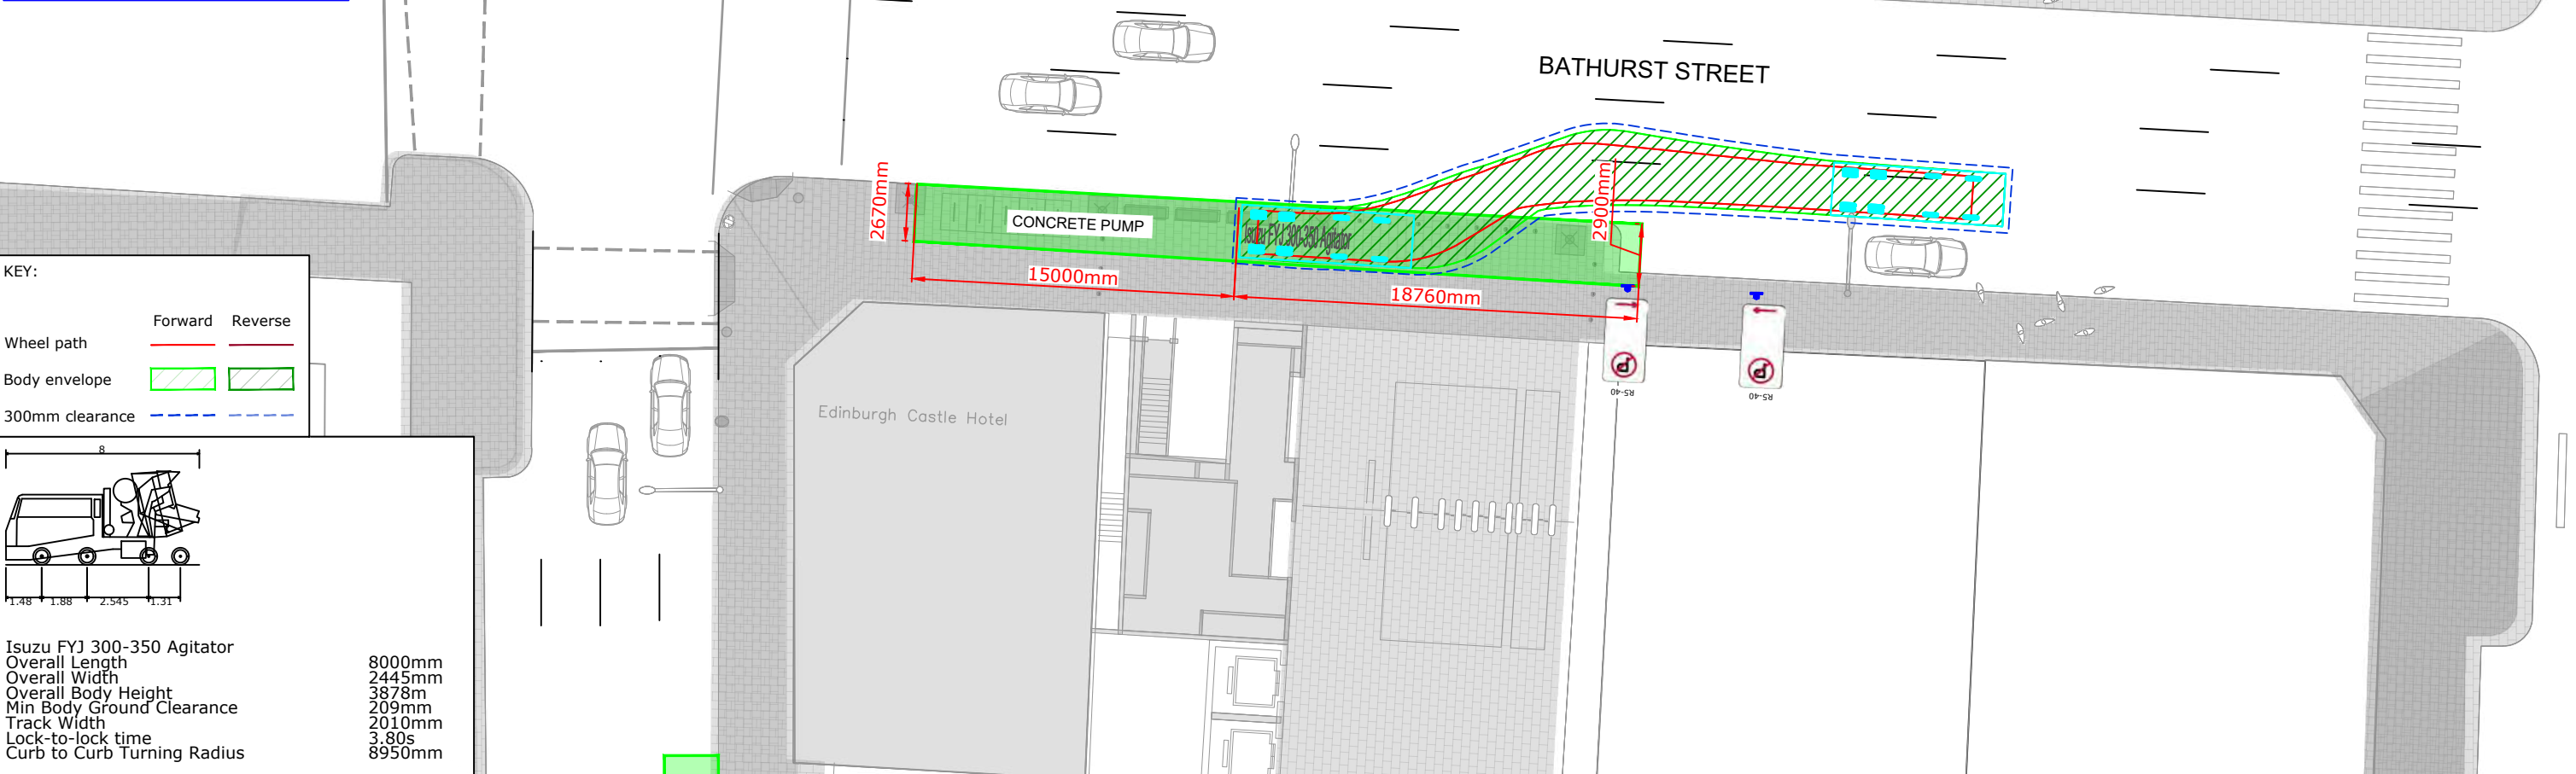 BATHURST STREET
2670mm
CONCRETE PUMP
Isuzu FYJ 300-350 Agitator
2900mm
15000mm
18760mm
R5-40
R5-40
Edinburgh Castle Hotel
KEY:
Forward Reverse
Wheel path
Body envelope
300mm clearance
8
1.48 1.88 2.545 1.31
Isuzu FYJ 300-350 Agitator
Overall Length 8000mm
Overall Width 2445mm
Overall Body Height 3878m
Min Body Ground Clearance 209mm
Track Width 2010mm
Lock-to-lock time 3.80s
Curb to Curb Turning Radius 8950mm